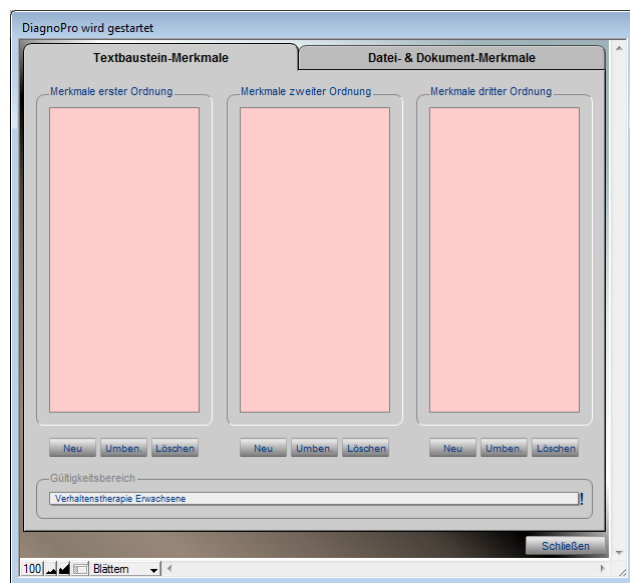 DiagnoPro wird gestartet
Textbaustein-Merkmale Datei- & Dokument-Merkmale
Merkmale erster Ordnung Merkmale zweiter Ordnung Merkmale dritter Ordnung
Neu Umben. Löschen Neu Umben. Löschen Neu Umben. Löschen
Gültigkeitsbereich
Verhaltenstherapie Erwachsene !
Schließen
100 Blättern